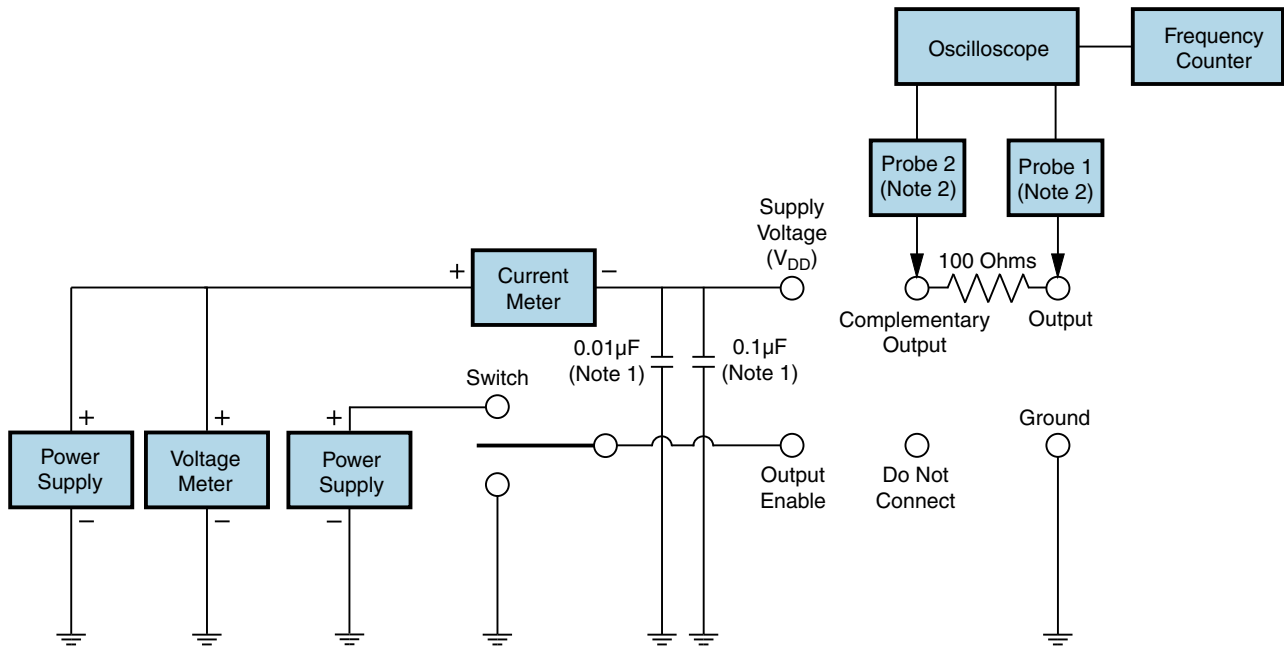 Oscilloscope
Frequency
Counter
Probe 2
(Note 2)
Probe 1
(Note 2)
Supply
Voltage
(VDD)
100 Ohms
+
Current
Meter
−
Complementary
Output
Output
0.01µF
(Note 1)
0.1µF
(Note 1)
Switch
+
+
+
Ground
Power
Supply
Voltage
Meter
Power
Supply
Output
Enable
Do Not
Connect
−
−
−